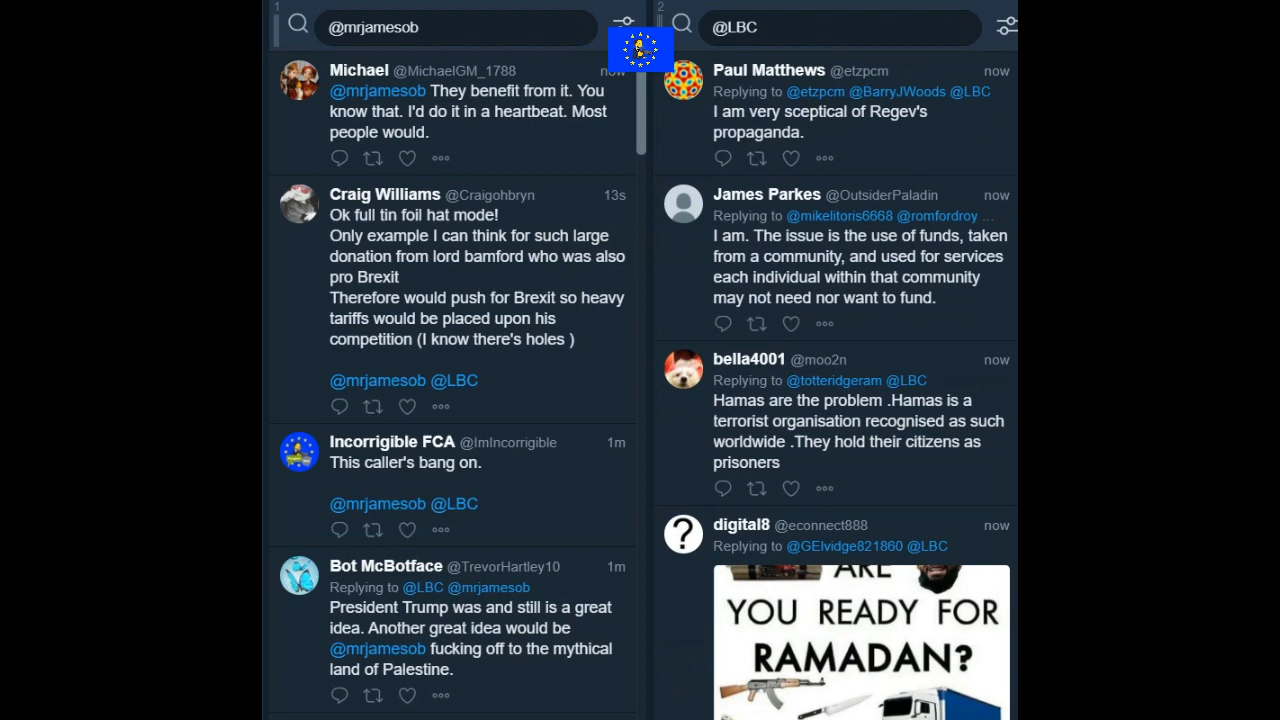 1
@mrjamesob
Michael @MichaelGM_1788 now
@mrjamesob They benefit from it. You
know that. I'd do it in a heartbeat. Most
people would.
Craig Williams @Craigohbryn 13s
Ok full tin foil hat mode!
Only example I can think for such large
donation from lord bamford who was also
pro Brexit
Therefore would push for Brexit so heavy
tariffs would be placed upon his
competition (I know there's holes )
@mrjamesob @LBC
Incorrigible FCA @ImIncorrigible 1m
This caller's bang on.
@mrjamesob @LBC
Bot McBotface @TrevorHartley10 1m
Replying to @LBC @mrjamesob
President Trump was and still is a great
idea. Another great idea would be
@mrjamesob fucking off to the mythical
land of Palestine.
2
@LBC
Paul Matthews @etzpcm now
Replying to @etzpcm @BarryJWoods @LBC
I am very sceptical of Regev's
propaganda.
James Parkes @OutsiderPaladin now
Replying to @mikelitoris6668 @romfordroy ...
I am. The issue is the use of funds, taken
from a community, and used for services
each individual within that community
may not need nor want to fund.
bella4001 @moo2n now
Replying to @totteridgeram @LBC
Hamas are the problem .Hamas is a
terrorist organisation recognised as such
worldwide .They hold their citizens as
prisoners
digital8 @econnect888 now
Replying to @GElvidge821860 @LBC
ARE
YOU READY FOR
RAMADAN?